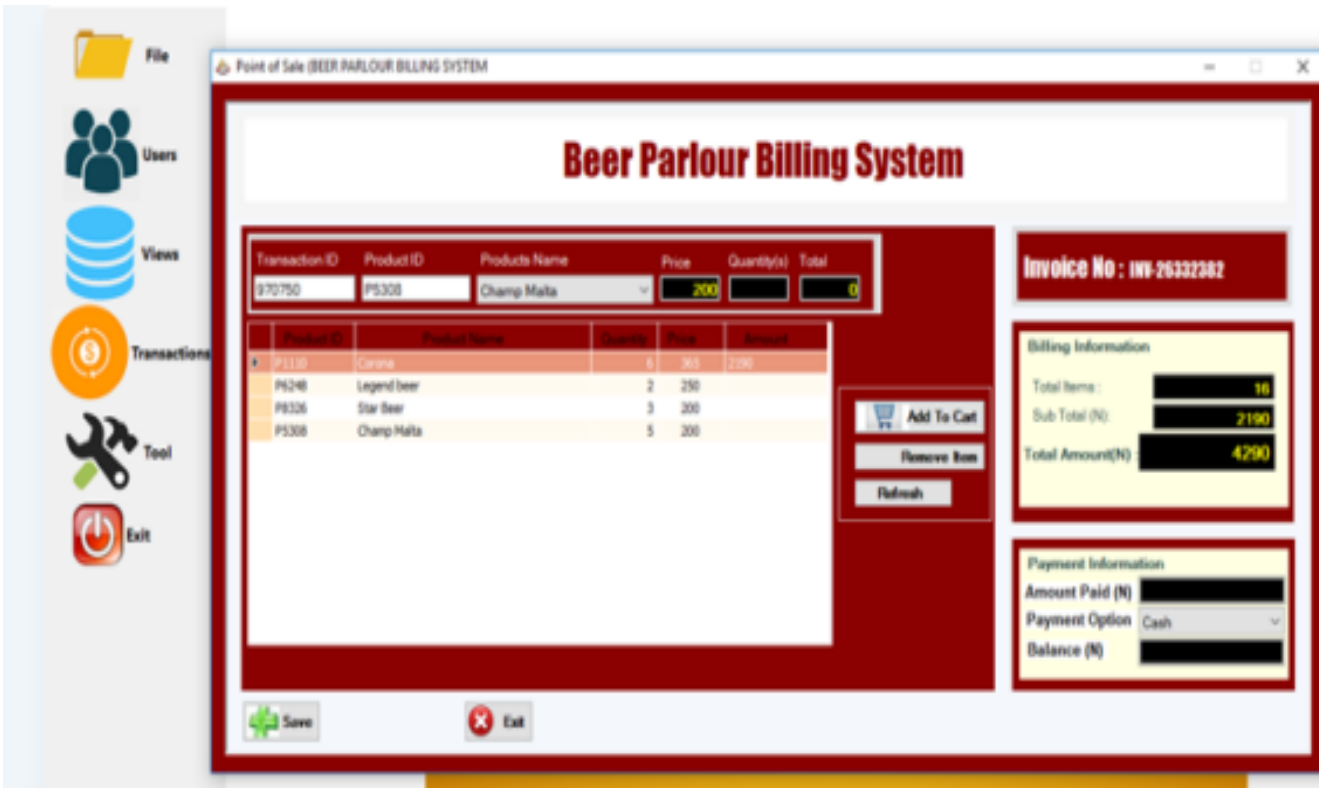 File
Users
Views
Transactions
Tool
Exit
Point of Sale (BEER PARLOUR BILLING SYSTEM
Beer Parlour Billing System
Transaction ID Product ID Products Name Price Quantity(s) Total
970750 P5308 Champ Malta 200 0
Product ID Product Name Quantity Price Amount
P1110 Corona 6 365 2190
P6248 Legend beer 2 250
P8326 Star Beer 3 200
P5308 Champ Malta 5 200
Add To Cart
Remove Item
Refresh
Invoice No : INV-26332382
Billing Information
Total Items : 16
Sub Total (N): 2190
Total Amount(N) : 4290
Payment Information
Amount Paid (N)
Payment Option Cash
Balance (N)
Save
Exit